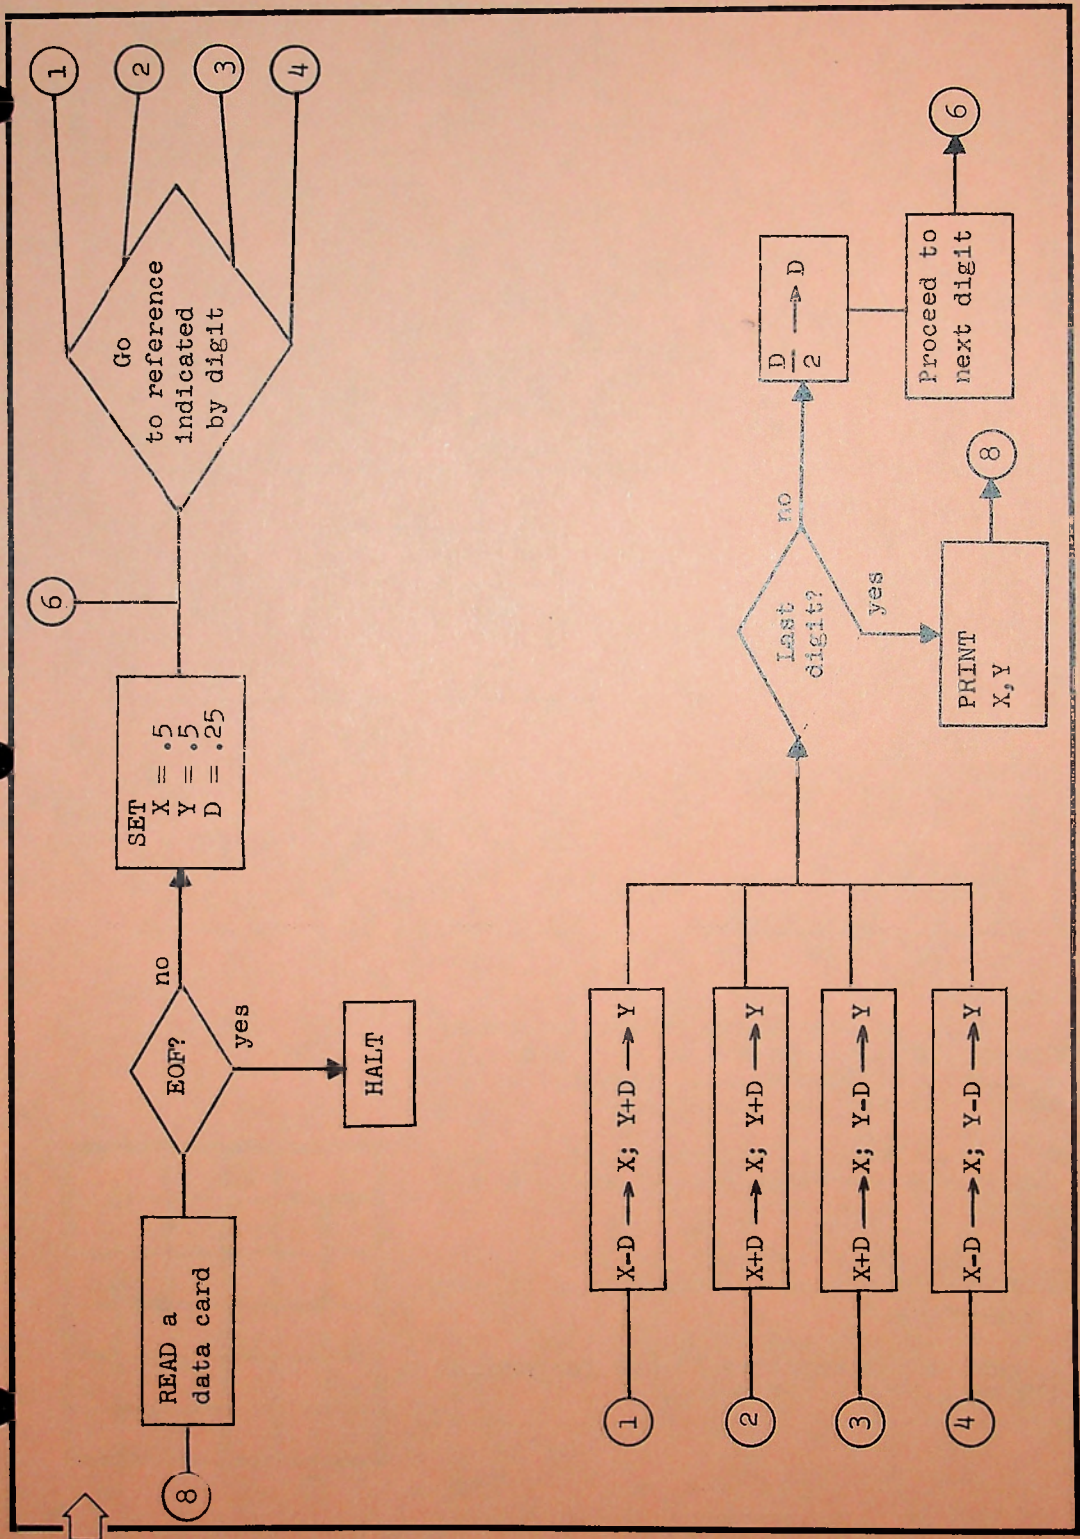 8
READ a
data card
EOF?
no
yes
HALT
SET
X = .5
Y = .5
D = .25
6
Go
to reference
indicated
by digit
1
2
3
4
1
X-D → X; Y+D → Y
2
X+D → X; Y+D → Y
3
X+D → X; Y-D → Y
4
X-D → X; Y-D → Y
Last
digit?
no
yes
PRINT
X,Y
8
D
2
→ D
Proceed to
next digit
6